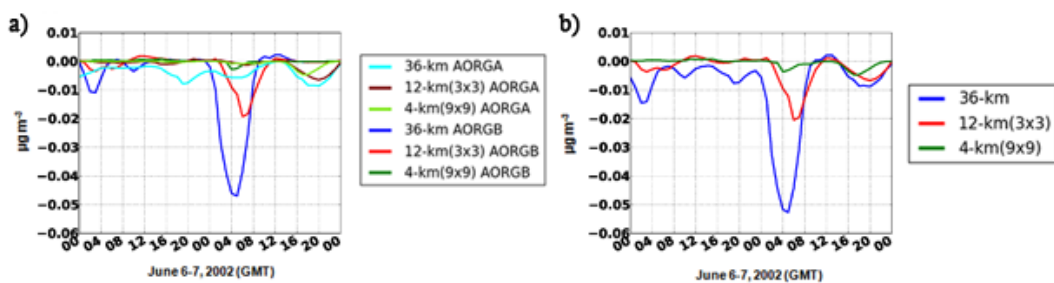 a)
0.01
0.00
−0.01
−0.02
−0.03
−0.04
−0.05
−0.06
µg m⁻³
00 04 08 12 16 20 00 04 08 12 16 20 00
June 6-7, 2002 (GMT)
36-km AORGA
12-km(3x3) AORGA
4-km(9x9) AORGA
36-km AORGB
12-km(3x3) AORGB
4-km(9x9) AORGB
b)
0.01
0.00
−0.01
−0.02
−0.03
−0.04
−0.05
−0.06
µg m⁻³
00 04 08 12 16 20 00 04 08 12 16 20 00
June 6-7, 2002 (GMT)
36-km
12-km(3x3)
4-km(9x9)